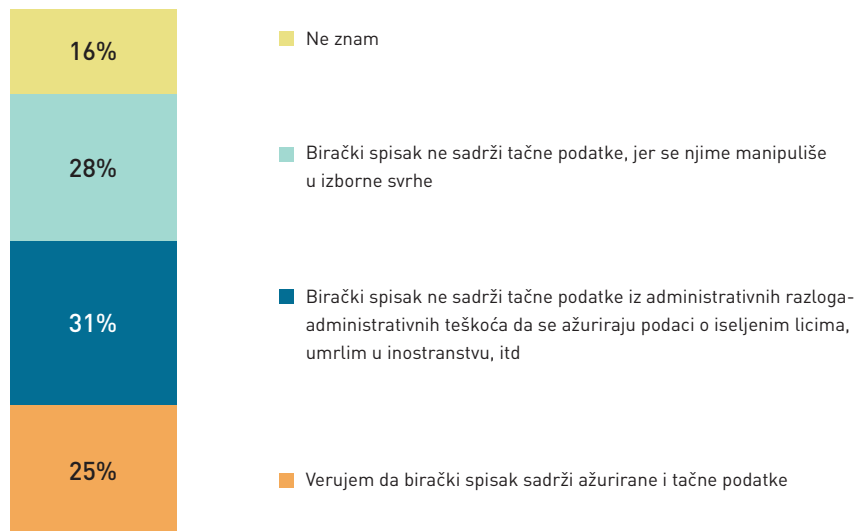 16%
Ne znam
28%
Birački spisak ne sadrži tačne podatke, jer se njime manipuliše
u izborne svrhe
31%
Birački spisak ne sadrži tačne podatke iz administrativnih razloga-
administrativnih teškoća da se ažuriraju podaci o iseljenim licima,
umrlim u inostranstvu, itd
25%
Verujem da birački spisak sadrži ažurirane i tačne podatke